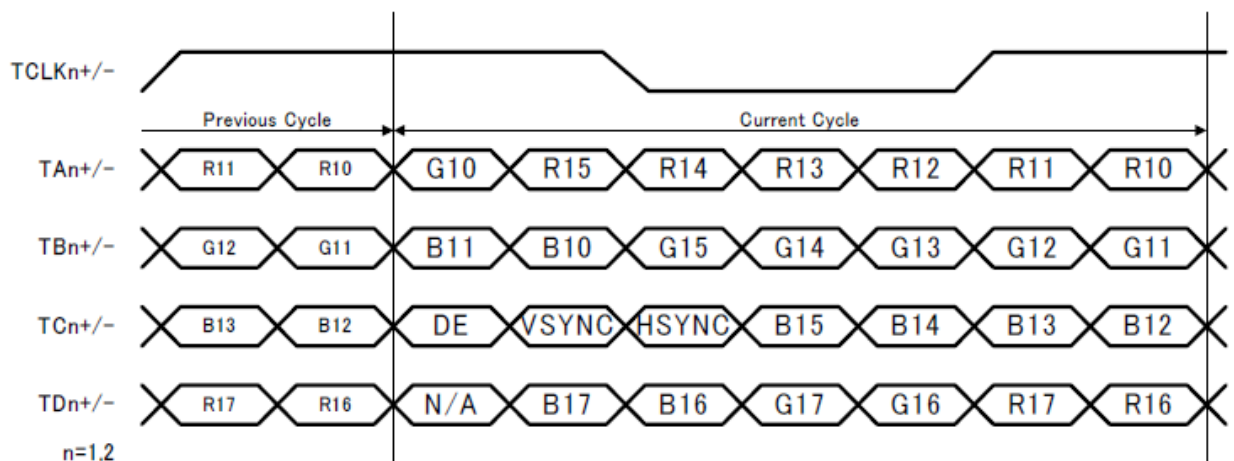 TCLKn+/-
Previous Cycle Current Cycle
TAn+/- R11 R10 G10 R15 R14 R13 R12 R11 R10
TBn+/- G12 G11 B11 B10 G15 G14 G13 G12 G11
TCn+/- B13 B12 DE VSYNC HSYNC B15 B14 B13 B12
TDn+/- R17 R16 N/A B17 B16 G17 G16 R17 R16
n=1.2